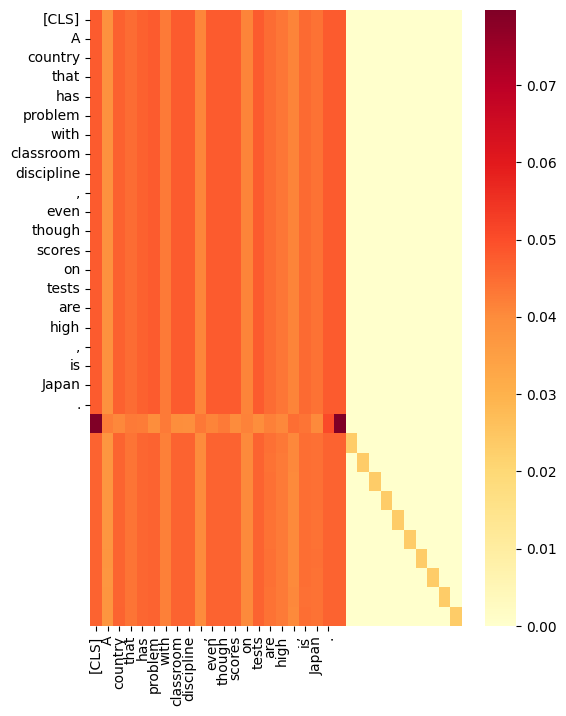 [CLS]
A
country
that
has
problem
with
classroom
discipline
,
even
though
scores
on
tests
are
high
,
is
Japan
.
0.07
0.06
0.05
0.04
0.03
0.02
0.01
0.00
[CLS]
A
country
that
has
problem
with
classroom
discipline
,
even
though
scores
on
tests
are
high
,
is
Japan
.